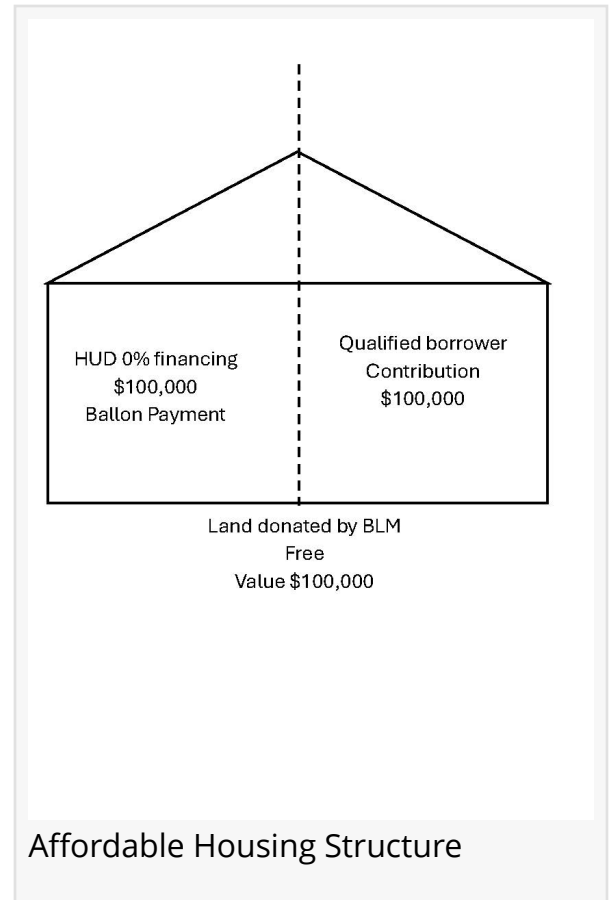 HUD 0% financing
$100,000
Ballon Payment
Qualified borrower
Contribution
$100,000
Land donated by BLM
Free
Value $100,000
Affordable Housing Structure